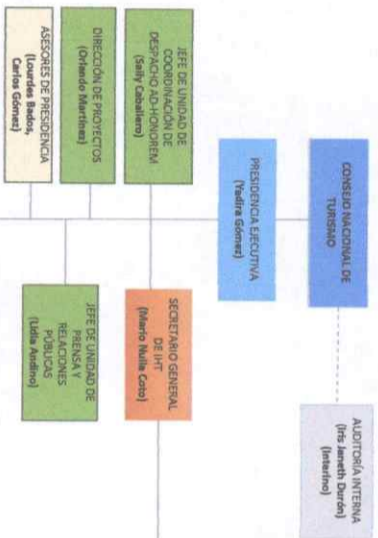 CONSEJO NACIONAL DE
TURISMO
AUDITORÍA INTERNA
(Iris Janeth Durón)
(Interino)
PRESIDENCIA EJECUTIVA
(Yadira Gómez)
JEFE DE UNIDAD DE
COORDINACIÓN DE
DESPACHO AD-HONOREM
(Sally Caballero)
SECRETARIO GENERAL
DE IHT
(Mario Nuila Coto)
DIRECCIÓN DE PROYECTOS
(Orlando Martínez)
JEFE DE UNIDAD DE
PRENSA Y
RELACIONES
PÚBLICAS
(Lidia Andino)
ASESORES DE PRESIDENCIA
(Lourdes Bados,
Carlos Gómez)